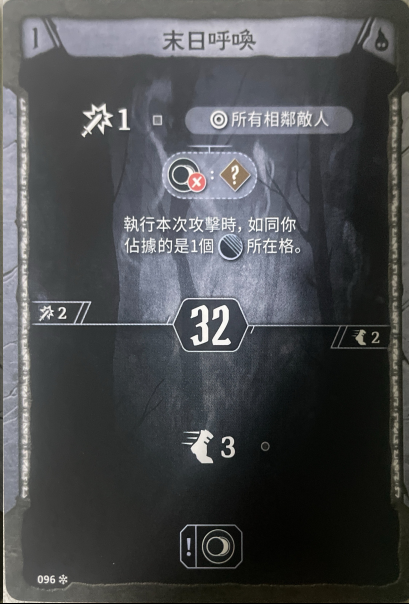 1 末日呼喚
1 所有相鄰敵人
x : ?
執行本次攻擊時，如同你
佔據的是1個 所在格。
2
32
2
3
!
096